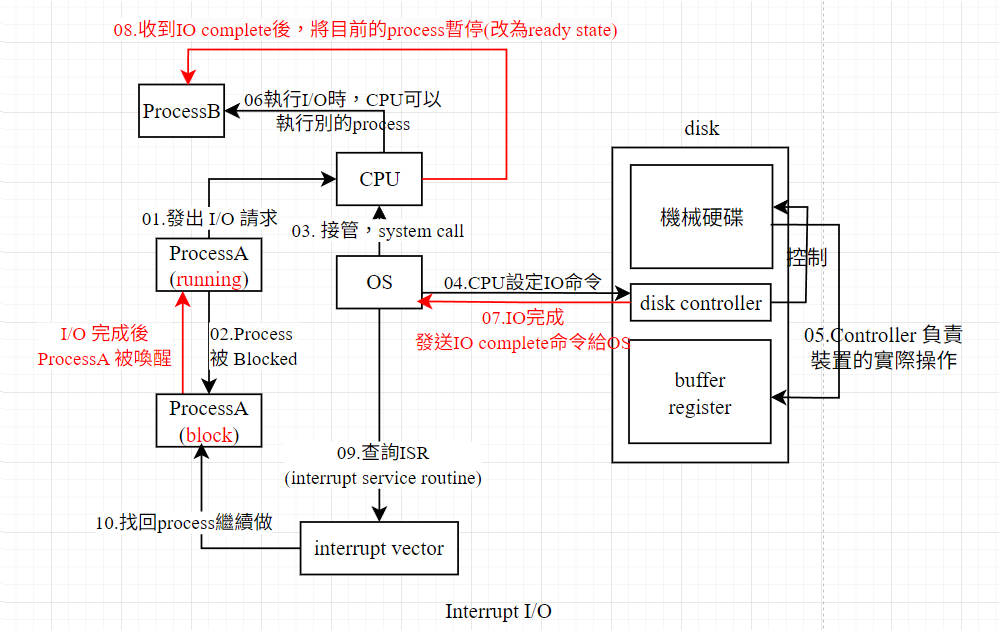 08.收到IO complete後，將目前的process暫停(改為ready state)
ProcessB
06執行I/O時，CPU可以
執行別的process
disk
CPU
機械硬碟
01.發出 I/O 請求
03. 接管，system call
控制
ProcessA
(running)
OS
04.CPU設定IO命令
disk controller
07.IO完成
發送IO complete命令給OS
I/O 完成後
ProcessA 被喚醒
02.Process
被 Blocked
05.Controller 負責
裝置的實際操作
buffer
register
ProcessA
(block)
09.查詢ISR
(interrupt service routine)
10.找回process繼續做
interrupt vector
Interrupt I/O